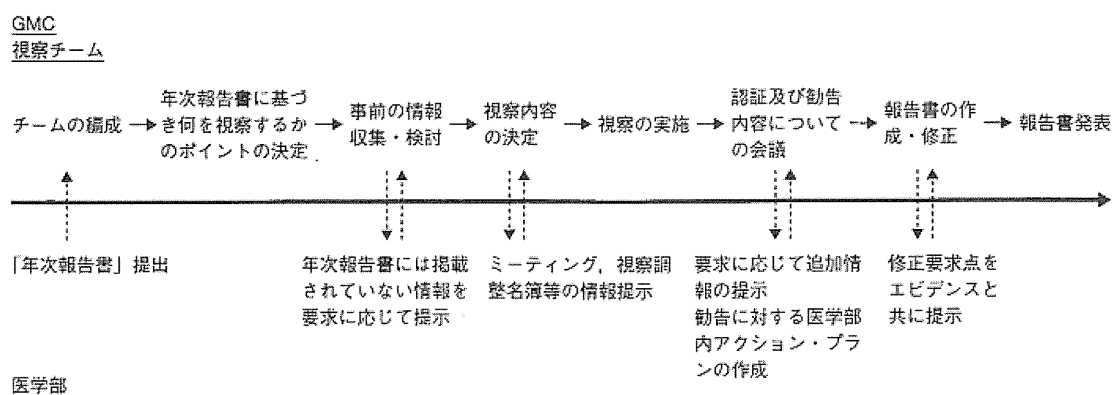 GMC
視察チーム
チームの編成
年次報告書に基づ
き何を視察するか
のポイントの決定
事前の情報
収集・検討
視察内容
の決定
視察の実施
認証及び勧告
内容について
の会議
報告書の作
成・修正
報告書発表
「年次報告書」提出
年次報告書には掲載
されていない情報を
要求に応じて提示
ミーティング,視察調
整名簿等の情報提示
要求に応じて追加情
報の提示
勧告に対する医学部
内アクション・プラ
ンの作成
修正要求点を
エビデンスと
共に提示
医学部